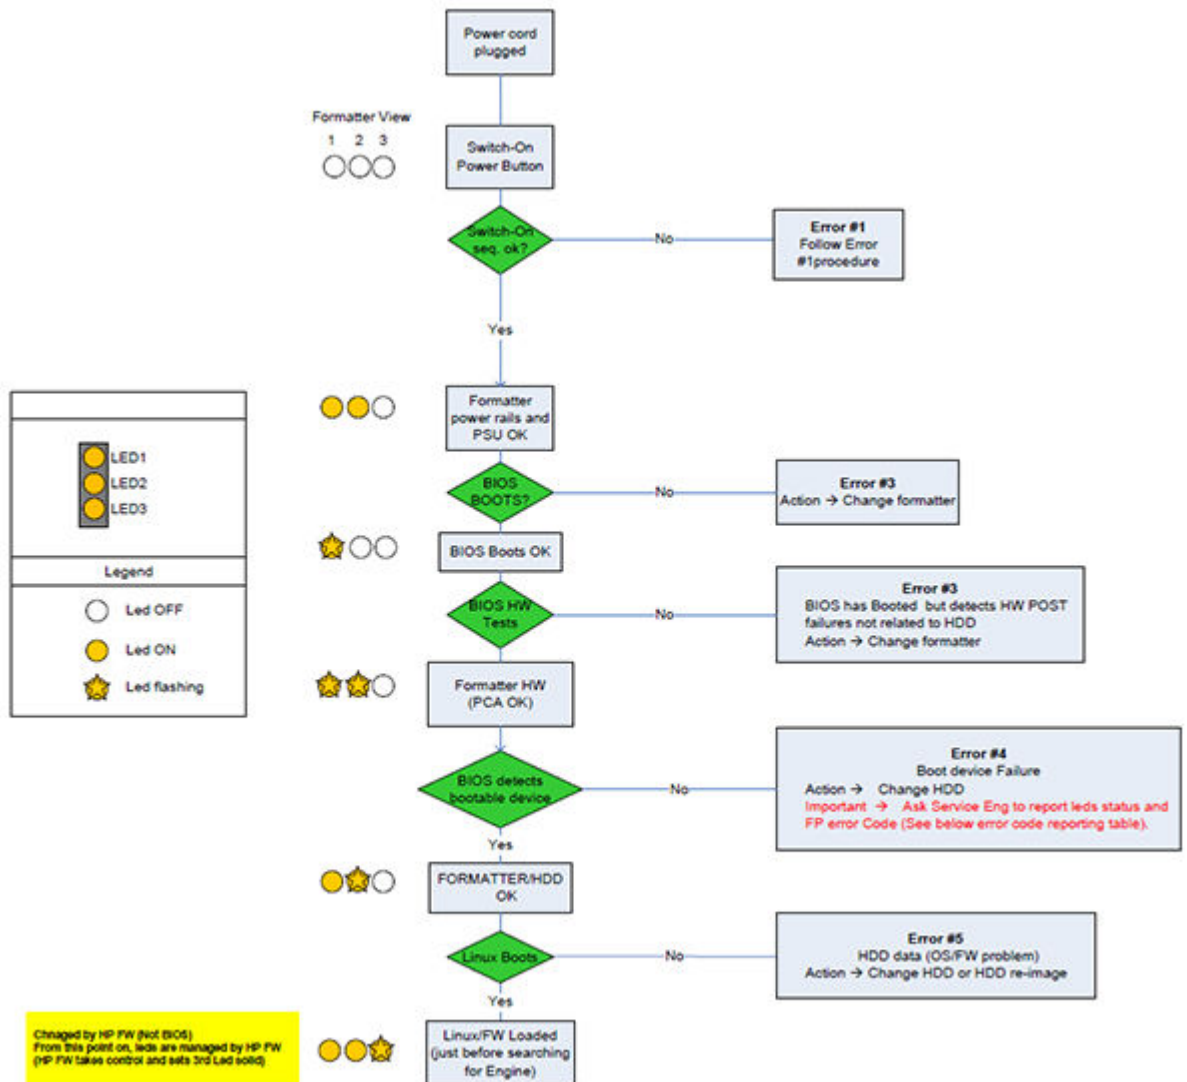 Power cord
plugged
Formatter View
1 2 3
Switch-On
Power Button
Switch-On
seq. ok?
No
Error #1
Follow Error
#1procedure
Yes
Formatter
power rails and
PSU OK
LED1
LED2
LED3
BIOS
BOOTS?
No
Error #3
Action → Change formatter
BIOS Boots OK
Legend
Led OFF
Led ON
Led flashing
BIOS HW
Tests
No
Error #3
BIOS has Booted but detects HW POST
failures not related to HDD
Action → Change formatter
Formatter HW
(PCA OK)
BIOS detects
bootable device
No
Error #4
Boot device Failure
Action → Change HDD
Important → Ask Service Eng to report leds status and
FP error Code (See below error code reporting table).
Yes
FORMATTER/HDD
OK
Linux Boots
No
Error #5
HDD data (OS/FW problem)
Action → Change HDD or HDD re-image
Yes
Chnaged by HP FW (Not BIOS)
From this point on, leds are managed by HP FW
(HP FW takes control and sets 3rd Led solid)
Linux/FW Loaded
(just before searching
for Engine)